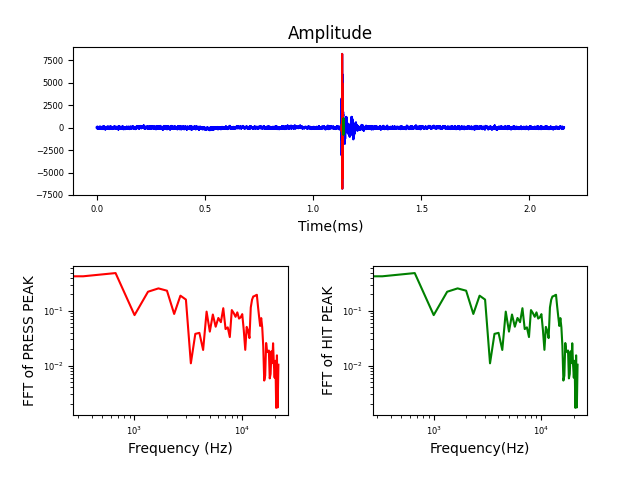 Amplitude
7500
5000
2500
0
−2500
−5000
−7500
0.0 0.5 1.0 1.5 2.0
Time(ms)
FFT of PRESS PEAK
10⁻¹
10⁻²
10³ 10⁴
Frequency (Hz)
FFT of HIT PEAK
10⁻¹
10⁻²
10³ 10⁴
Frequency(Hz)